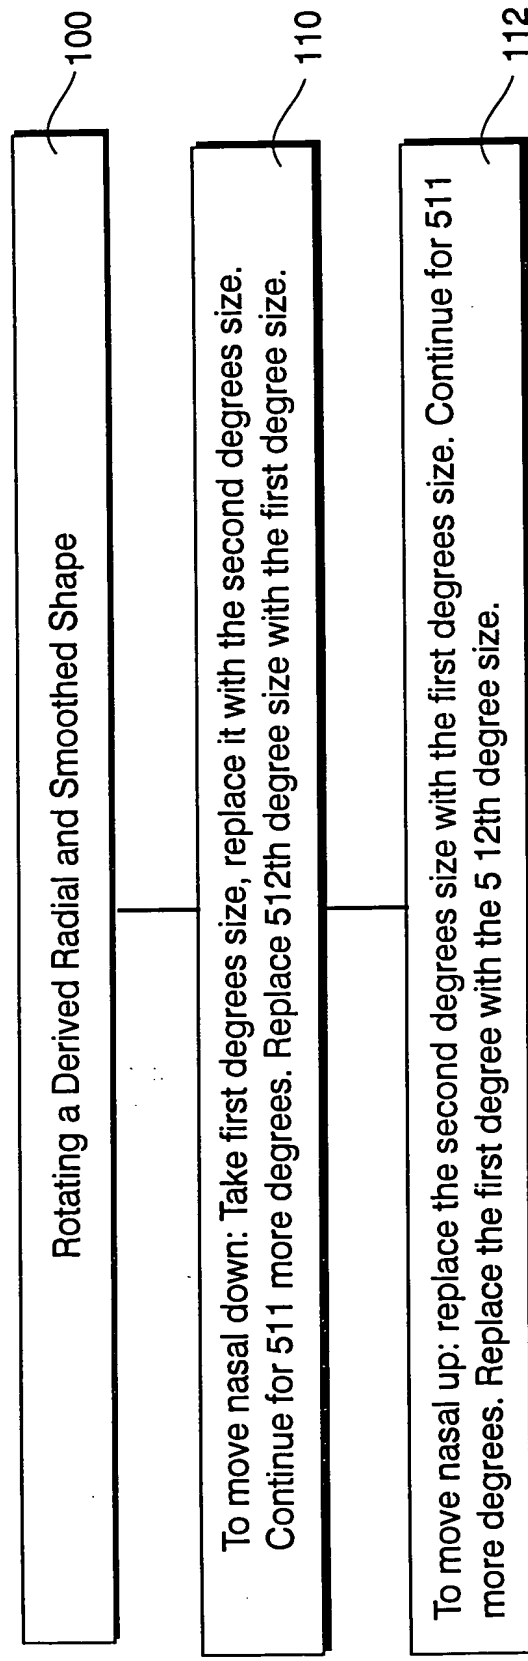 Rotating a Derived Radial and Smoothed Shape
100
To move nasal down: Take first degrees size, replace it with the second degrees size.
Continue for 511 more degrees. Replace 512th degree size with the first degree size.
110
To move nasal up: replace the second degrees size with the first degrees size. Continue for 511
more degrees. Replace the first degree with the 5 12th degree size.
112